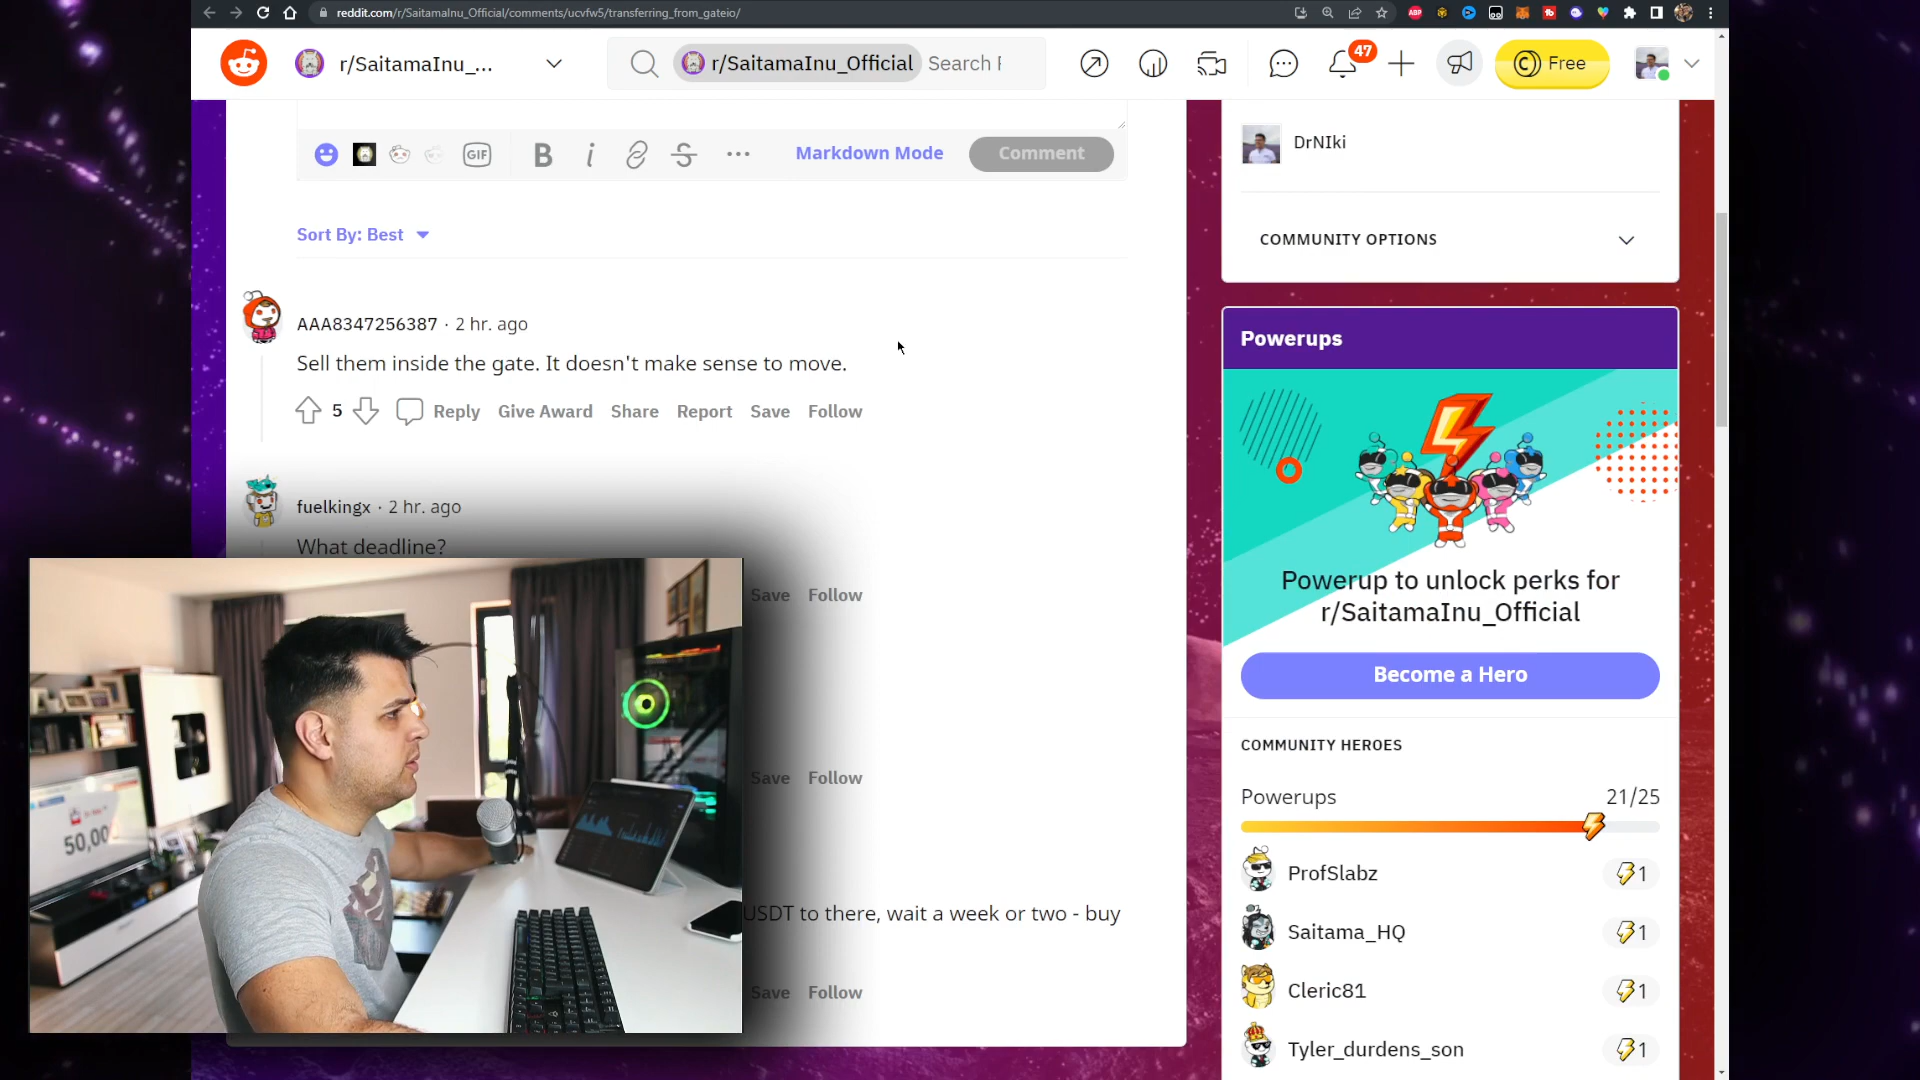 reddit.com/r/SaitamaInu_Official/comments/ucvfw5/transferring_from_gateio/
ABP
r/SaitamaInu_...
r/SaitamaInu_Official
Search
47
Free
DrNIki
GIF
B
i
Markdown Mode
Comment
COMMUNITY OPTIONS
Sort By: Best
Powerups
AAA8347256387 · 2 hr. ago
Sell them inside the gate. It doesn't make sense to move.
5
Reply
Give Award
Share
Report
Save
Follow
fuelkingx · 2 hr. ago
What deadline?
Save
Follow
Powerup to unlock perks for
r/SaitamaInu_Official
Become a Hero
COMMUNITY HEROES
Save
Follow
Powerups
21/25
50,00
ProfSlabz
1
USDT to there, wait a week or two - buy
Saitama_HQ
1
Save
Follow
Cleric81
1
Tyler_durdens_son
1